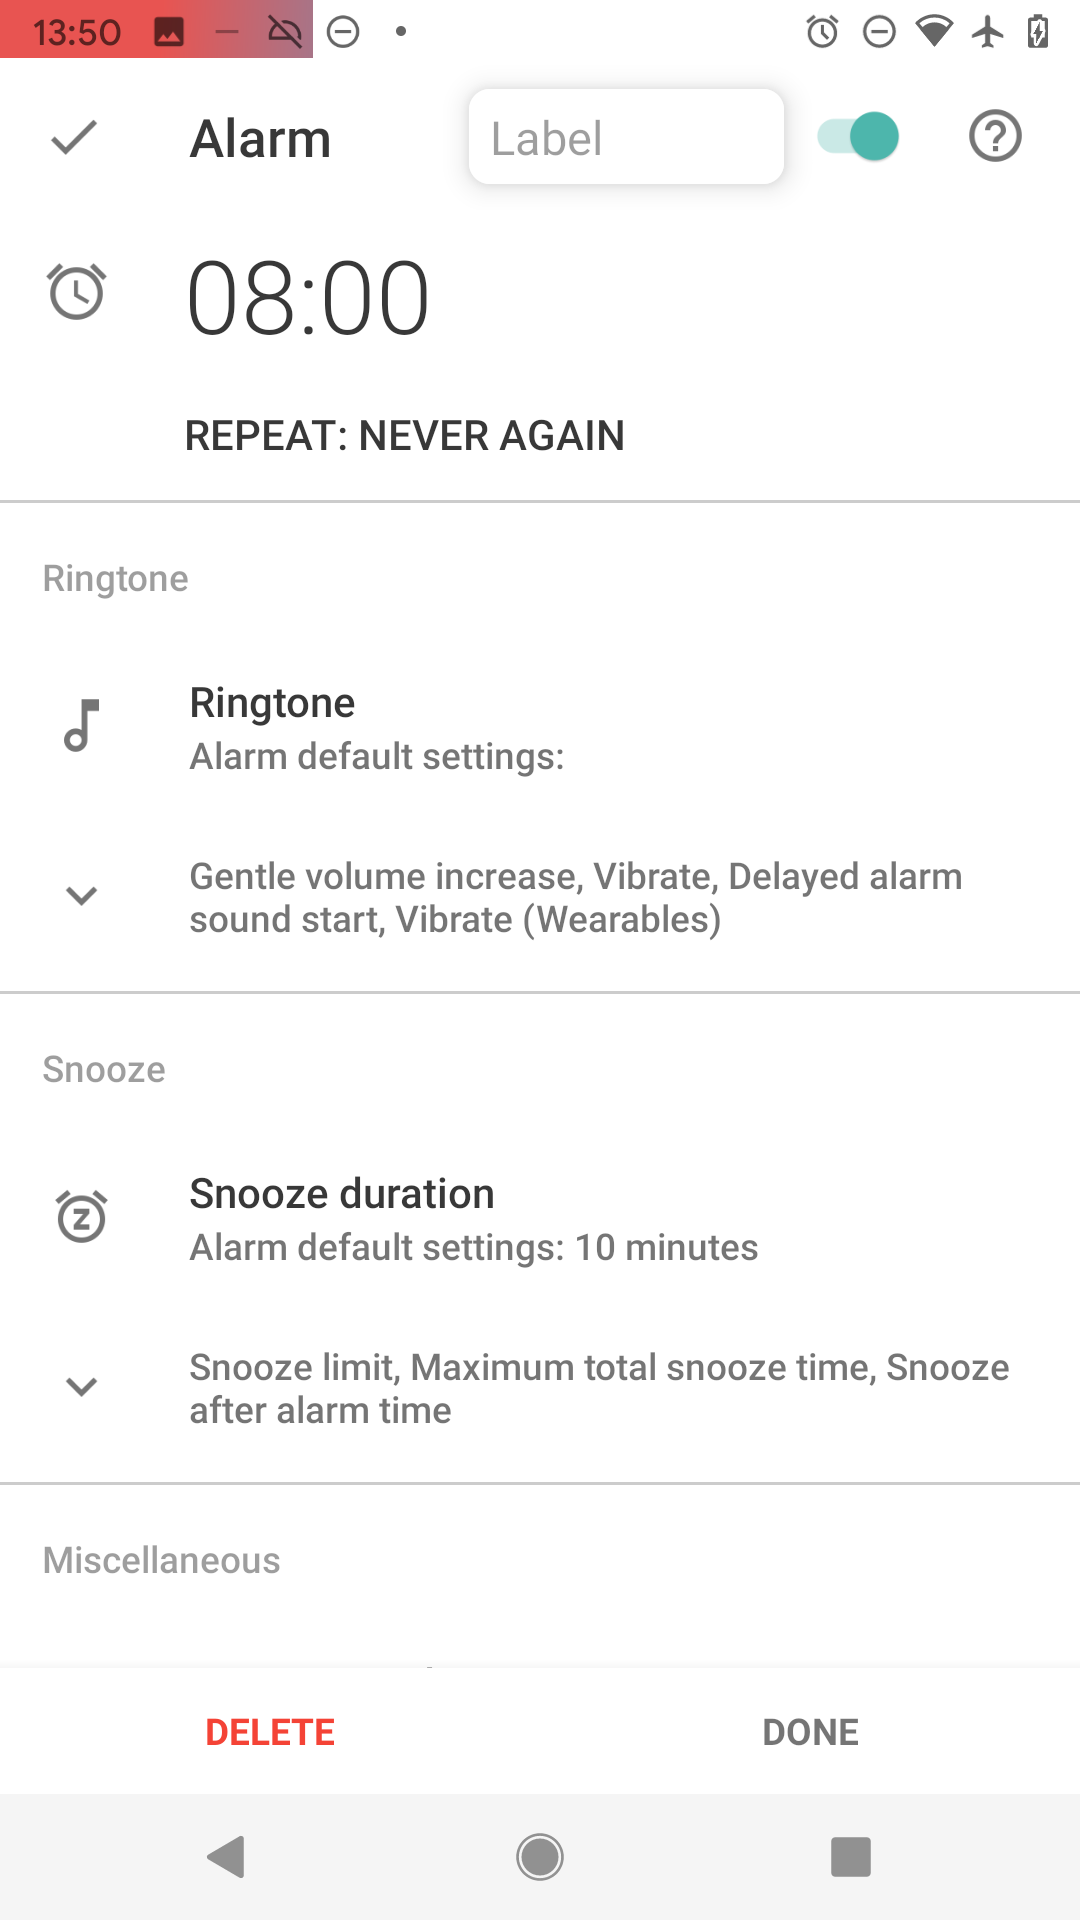 13:50
Alarm
Label
08:00
REPEAT: NEVER AGAIN
Ringtone
Ringtone
Alarm default settings:
Gentle volume increase, Vibrate, Delayed alarm
sound start, Vibrate (Wearables)
Snooze
Snooze duration
Alarm default settings: 10 minutes
Snooze limit, Maximum total snooze time, Snooze
after alarm time
Miscellaneous
DELETE
DONE